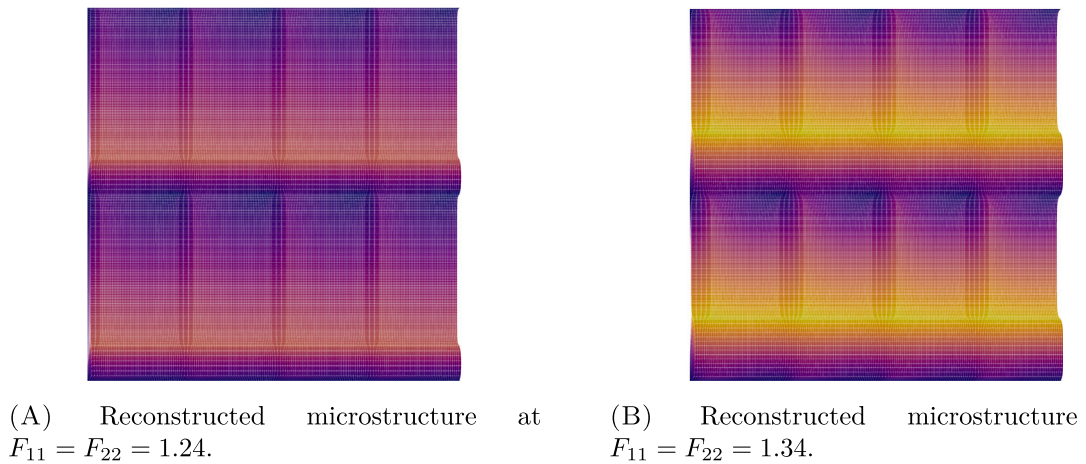 (A) Reconstructed microstructure at
F₁₁ = F₂₂ = 1.24.
(B) Reconstructed microstructure
F₁₁ = F₂₂ = 1.34.